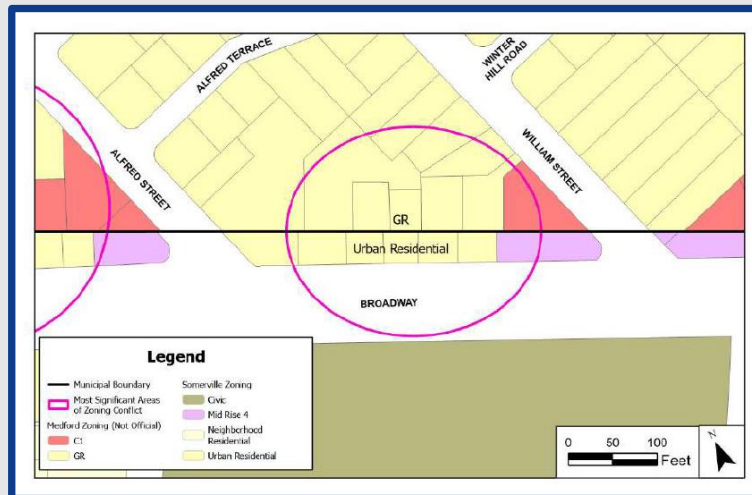 ALFRED TERRACE
WINTER
HILL ROAD
ALFRED STREET
WILLIAM STREET
GR
Urban Residential
BROADWAY
Legend
Municipal Boundary
Most Significant Areas
of Zoning Conflict
Medford Zoning (Not Official)
C1
GR
Somerville Zoning
Civic
Mid Rise 4
Neighborhood
Residential
Urban Residential
0 50 100
Feet
N